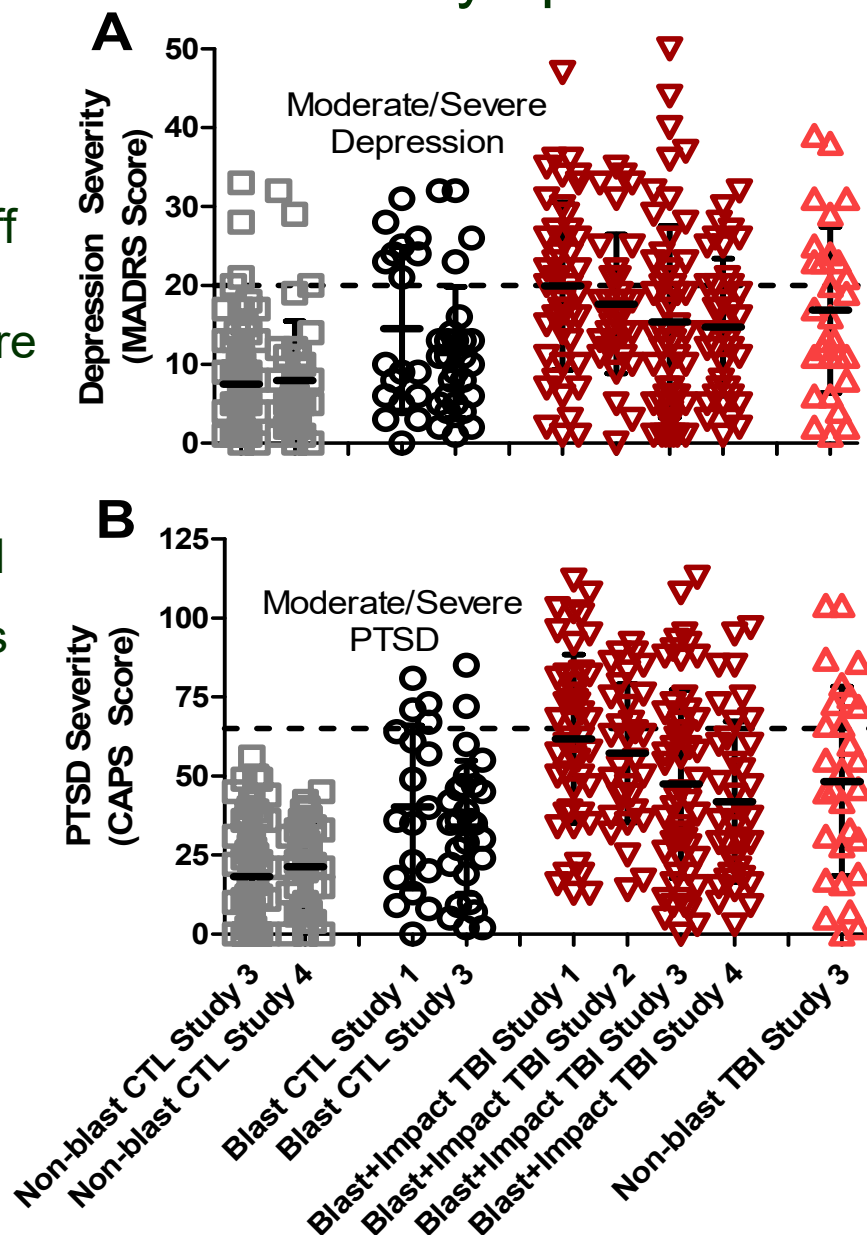 A
50
40
30
20
10
0
Depression Severity
(MADRS Score)
Moderate/Severe
Depression
ff
re
B
125
100
75
50
25
0
PTSD Severity
(CAPS Score)
Moderate/Severe
PTSD
s
Non-blast CTL Study 3
Non-blast CTL Study 4
Blast CTL Study 1
Blast CTL Study 3
Blast+Impact TBI Study 1
Blast+Impact TBI Study 2
Blast+Impact TBI Study 3
Blast+Impact TBI Study 4
Non-blast TBI Study 3